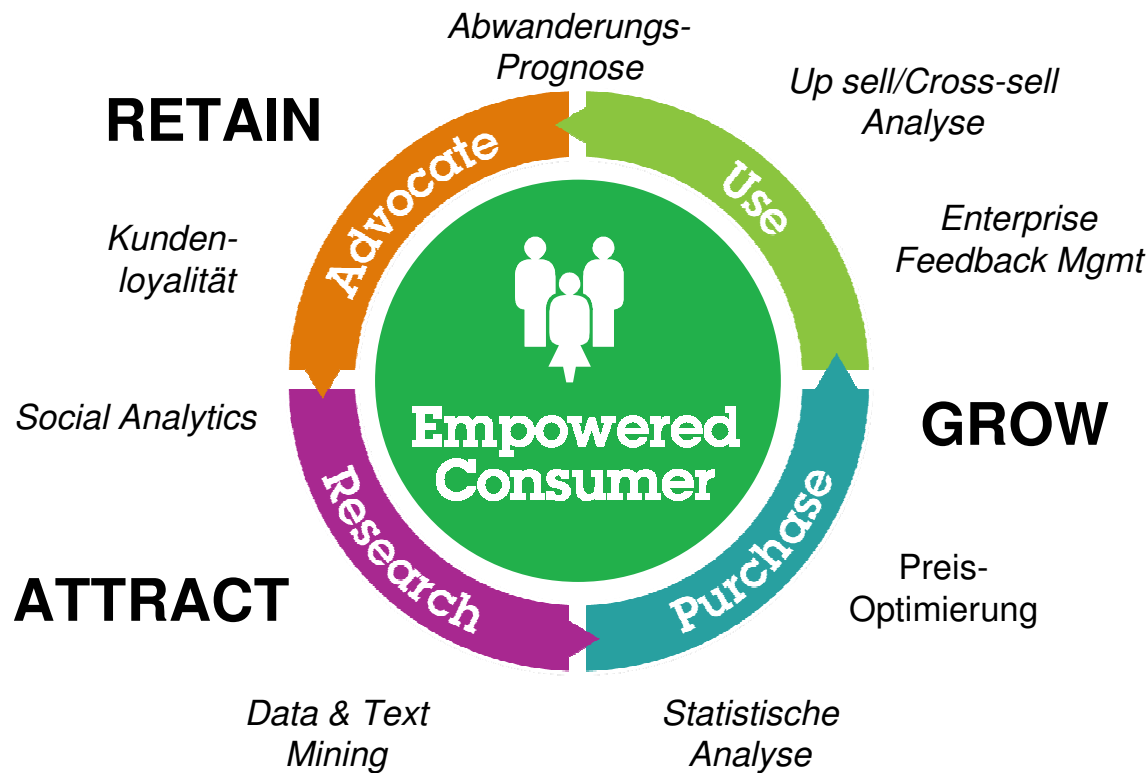 Abwanderungs-
Prognose
Up sell/Cross-sell
Analyse
RETAIN
Advocate
Use
Kunden-
loyalität
Enterprise
Feedback Mgmt
Social Analytics
Empowered
Consumer
GROW
Research
Purchase
ATTRACT
Preis-
Optimierung
Data & Text
Mining
Statistische
Analyse